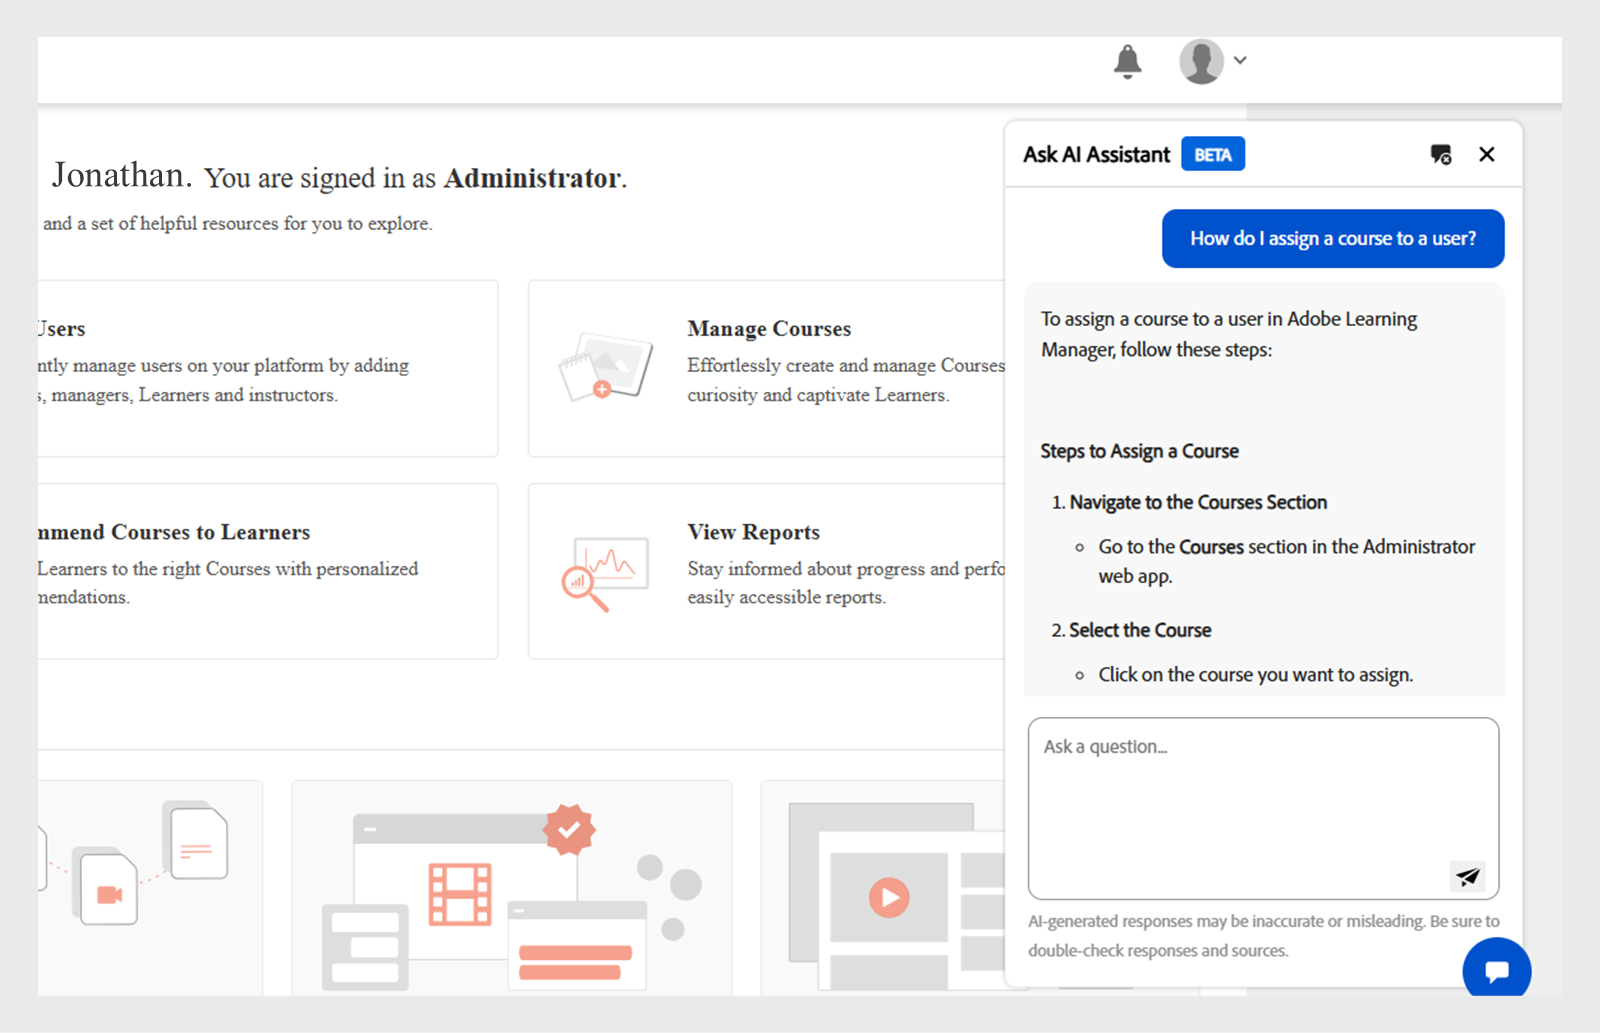 Jonathan. You are signed in as Administrator.
and a set of helpful resources for you to explore.
Users
ntly manage users on your platform by adding
s, managers, Learners and instructors.
Manage Courses
Effortlessly create and manage Courses
curiosity and captivate Learners.
mmend Courses to Learners
Learners to the right Courses with personalized
mendations.
View Reports
Stay informed about progress and perfo
easily accessible reports.
Ask AI Assistant BETA
How do I assign a course to a user?
To assign a course to a user in Adobe Learning
Manager, follow these steps:
Steps to Assign a Course
1. Navigate to the Courses Section
Go to the Courses section in the Administrator
web app.
2. Select the Course
Click on the course you want to assign.
Ask a question...
AI-generated responses may be inaccurate or misleading. Be sure to
double-check responses and sources.